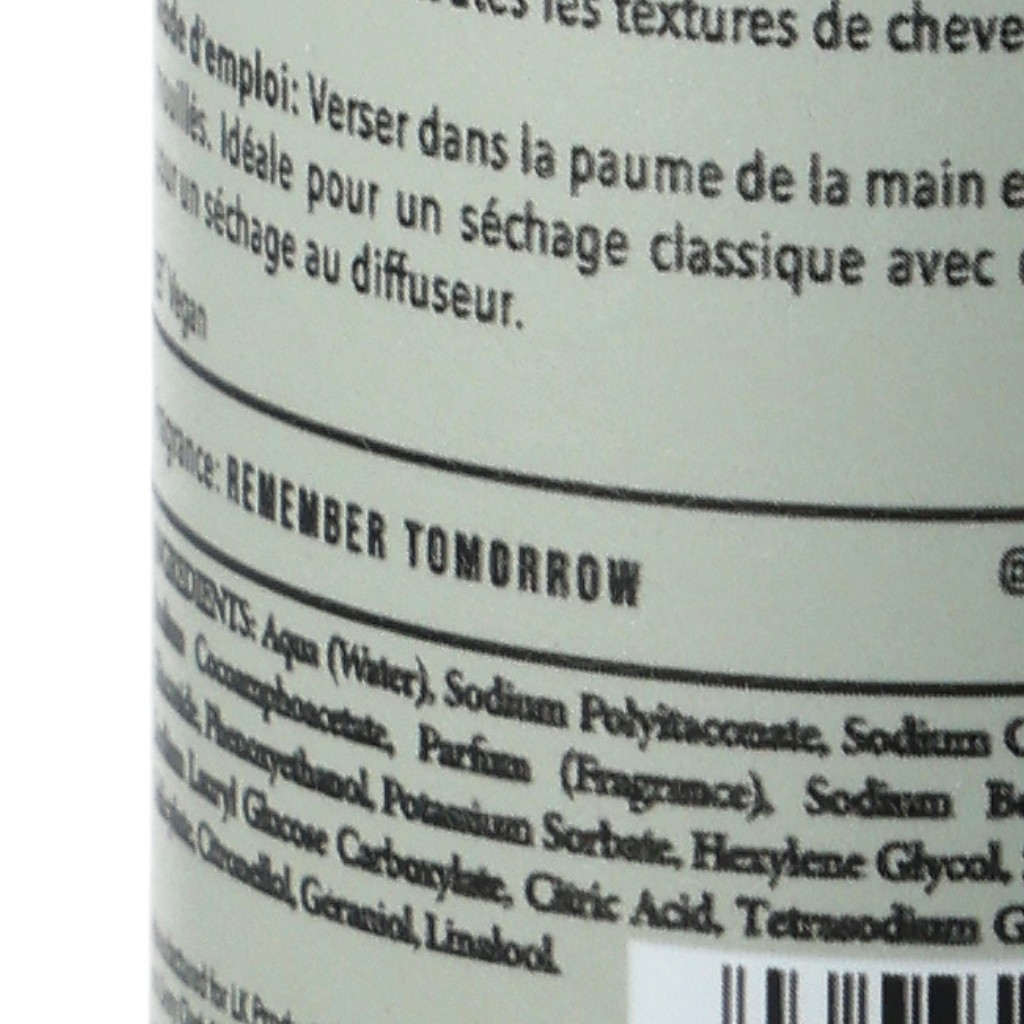 les textures de
d'emploi: Verser dans la paume de la main
Idéale pour un séchage classique avec
un séchage au diffuseur.
Vegan
REMEMBER TOMORROW
@
Aqua (Water), Sodium Polyitaconate, Sodium
Cocoamphoacetate, Parfum (Fragrance), Sodium
Phenoxyethanol, Potassium Sorbate, Hexylene Glycol,
Lauryl Glucose Carboxylate, Citric Acid, Tetrasodium
Citronellol, Geraniol, Linalool.
for